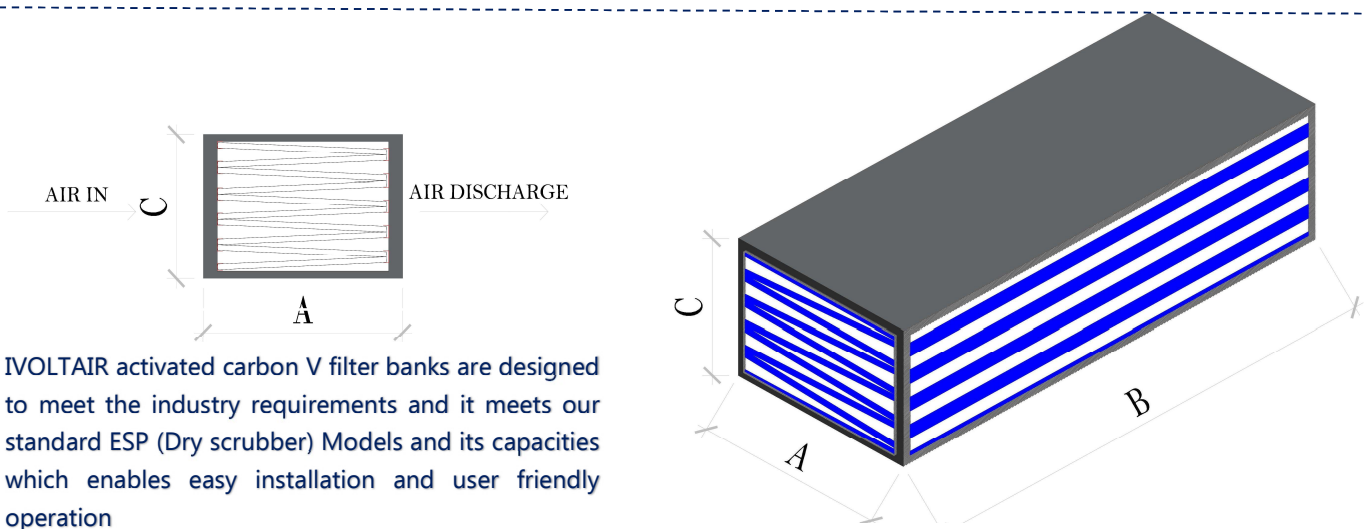 AIR IN
C
AIR DISCHARGE
A
IVOLTAIR activated carbon V filter banks are designed
to meet the industry requirements and it meets our
standard ESP (Dry scrubber) Models and its capacities
which enables easy installation and user friendly
operation
C
A
B